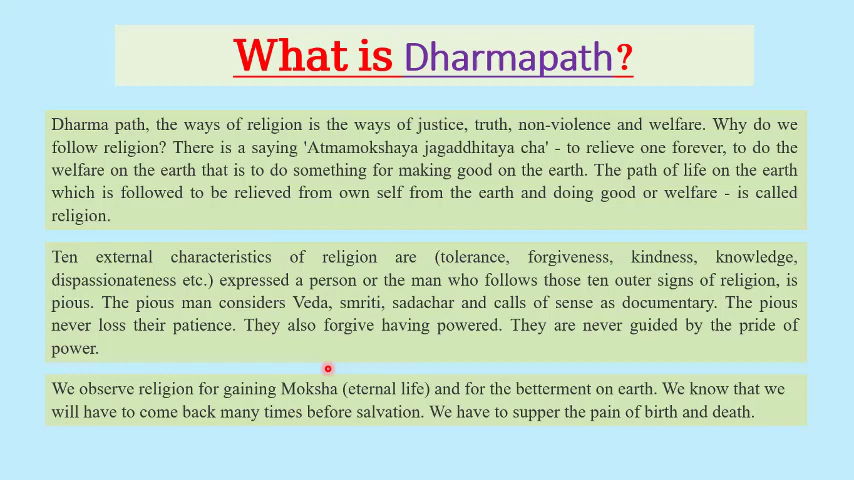 What is Dharmapath?
Dharma path, the ways of religion is the ways of justice, truth, non-violence and welfare. Why do we
follow religion? There is a saying 'Atmamokshaya jagaddhitaya cha' - to relieve one forever, to do the
welfare on the earth that is to do something for making good on the earth. The path of life on the earth
which is followed to be relieved from own self from the earth and doing good or welfare - is called
religion.
Ten external characteristics of religion are (tolerance, forgiveness, kindness, knowledge,
dispassionateness etc.) expressed a person or the man who follows those ten outer signs of religion, is
pious. The pious man considers Veda, smriti, sadachar and calls of sense as documentary. The pious
never loss their patience. They also forgive having powered. They are never guided by the pride of
power.
We observe religion for gaining Moksha (eternal life) and for the betterment on earth. We know that we
will have to come back many times before salvation. We have to supper the pain of birth and death.